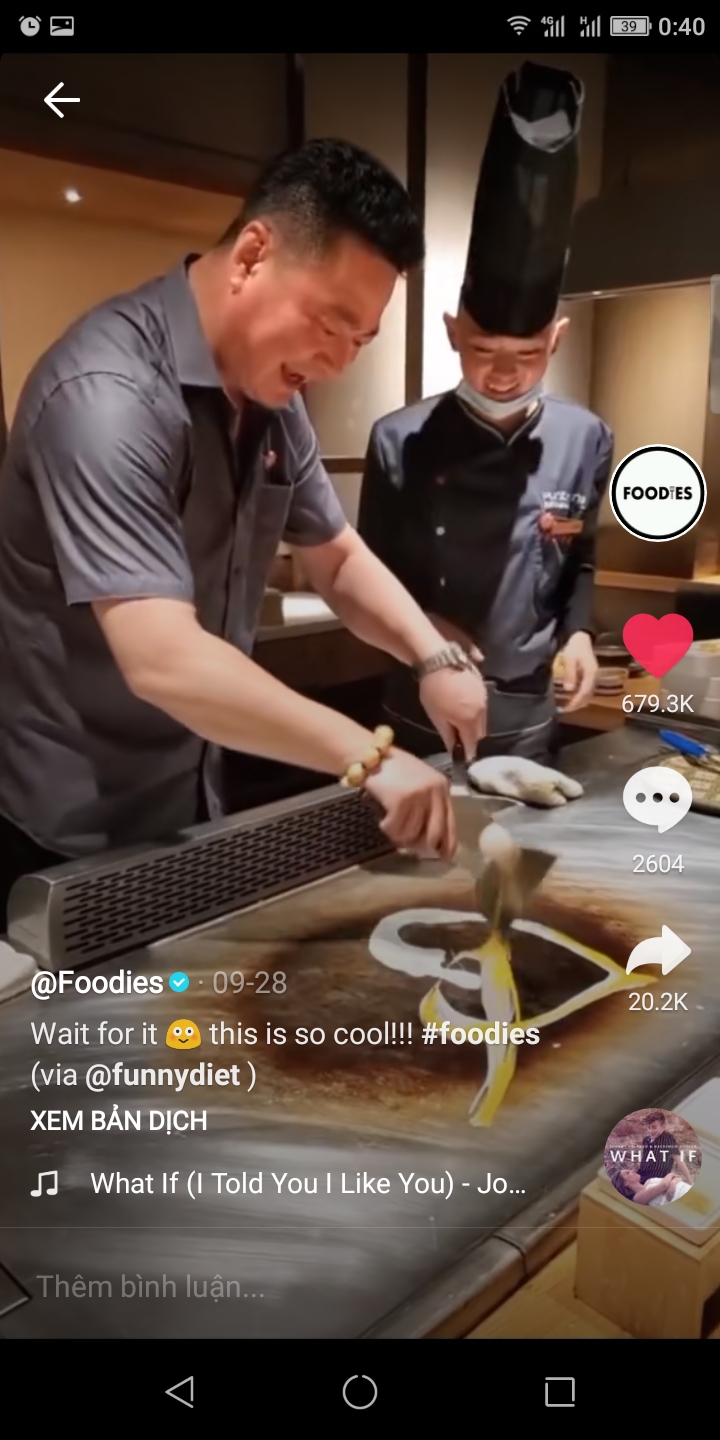 4G
H
39
0:40
FOODIES
679.3K
2604
20.2K
@Foodies · 09-28
Wait for it 🤗 this is so cool!!! #foodies
(via @funnydiet )
XEM BẢN DỊCH
What If (I Told You I Like You) - Jo...
WHAT IF
Thêm bình luận...